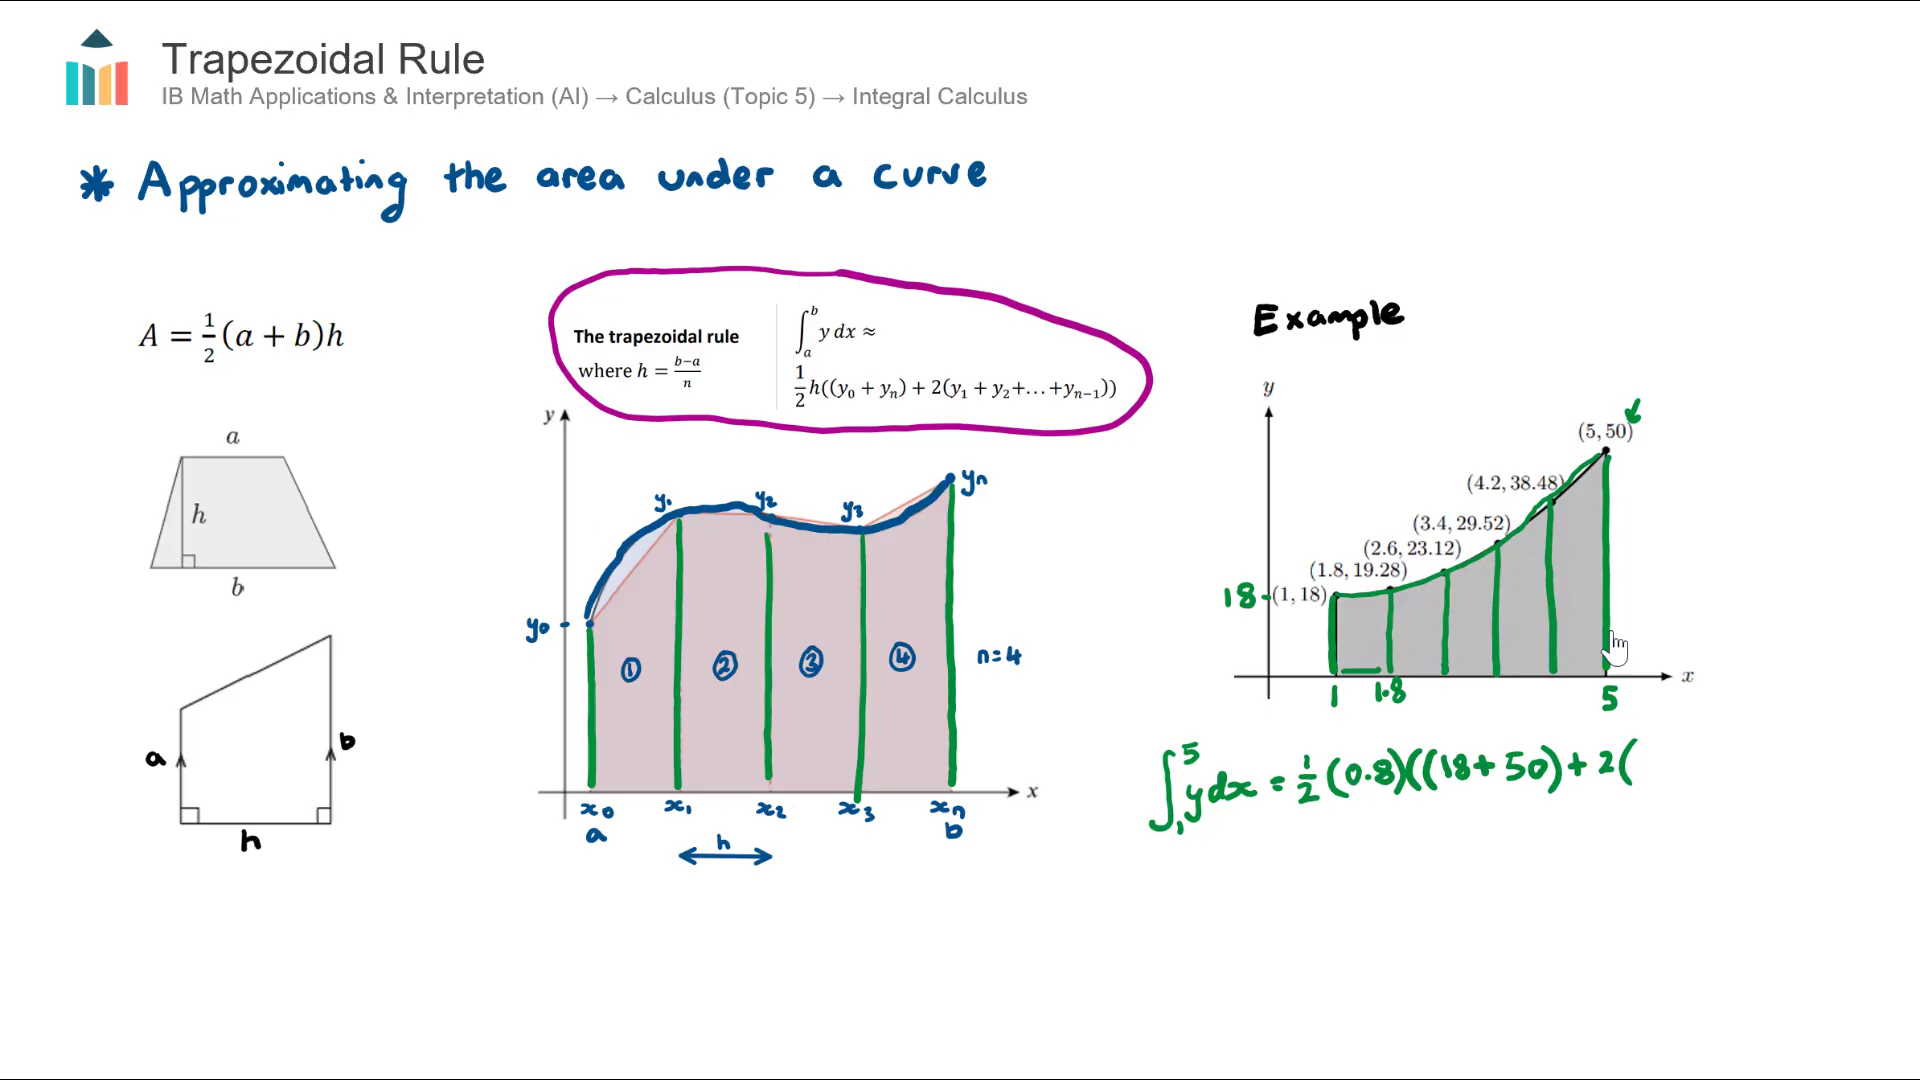 Trapezoidal Rule
IB Math Applications & Interpretation (AI) → Calculus (Topic 5) → Integral Calculus
* Approximating the area under a curve
A = 1/2 (a + b)h
a
h
b
a
b
h
The trapezoidal rule
where h = b−a/n
∫_a^b y dx ≈
1/2 h((y₀ + yₙ) + 2(y₁ + y₂+...+yₙ₋₁))
y
y₀
y₁
y₂
y₃
yₙ
① ② ③ ④
n=4
x
x₀ x₁ x₂ x₃ xₙ
a b
h
Example
y
(5, 50)
(4.2, 38.48)
(3.4, 29.52)
(2.6, 23.12)
(1.8, 19.28)
18 (1, 18)
x
1 1.8 5
∫₁⁵ y dx = 1/2 (0.8)((18+50)+2(